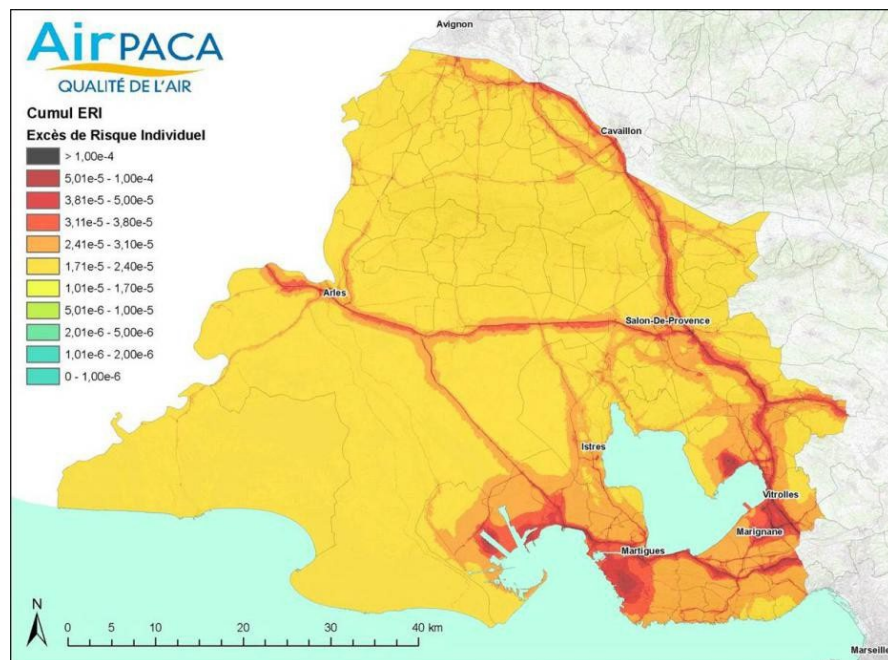 Avignon
AirPACA
QUALITÉ DE L'AIR
Cumul ERI
Excès de Risque Individuel
> 1,00e-4
5,01e-5 - 1,00e-4
3,81e-5 - 5,00e-5
3,11e-5 - 3,80e-5
2,41e-5 - 3,10e-5
1,71e-5 - 2,40e-5
1,01e-5 - 1,70e-5
5,01e-6 - 1,00e-5
2,01e-6 - 5,00e-6
1,01e-6 - 2,00e-6
0 - 1,00e-6
Cavaillon
Arles
Salon-De-Provence
Istres
Vitrolles
Marignane
Martigues
N
0 5 10 20 30 40 km
Marseille